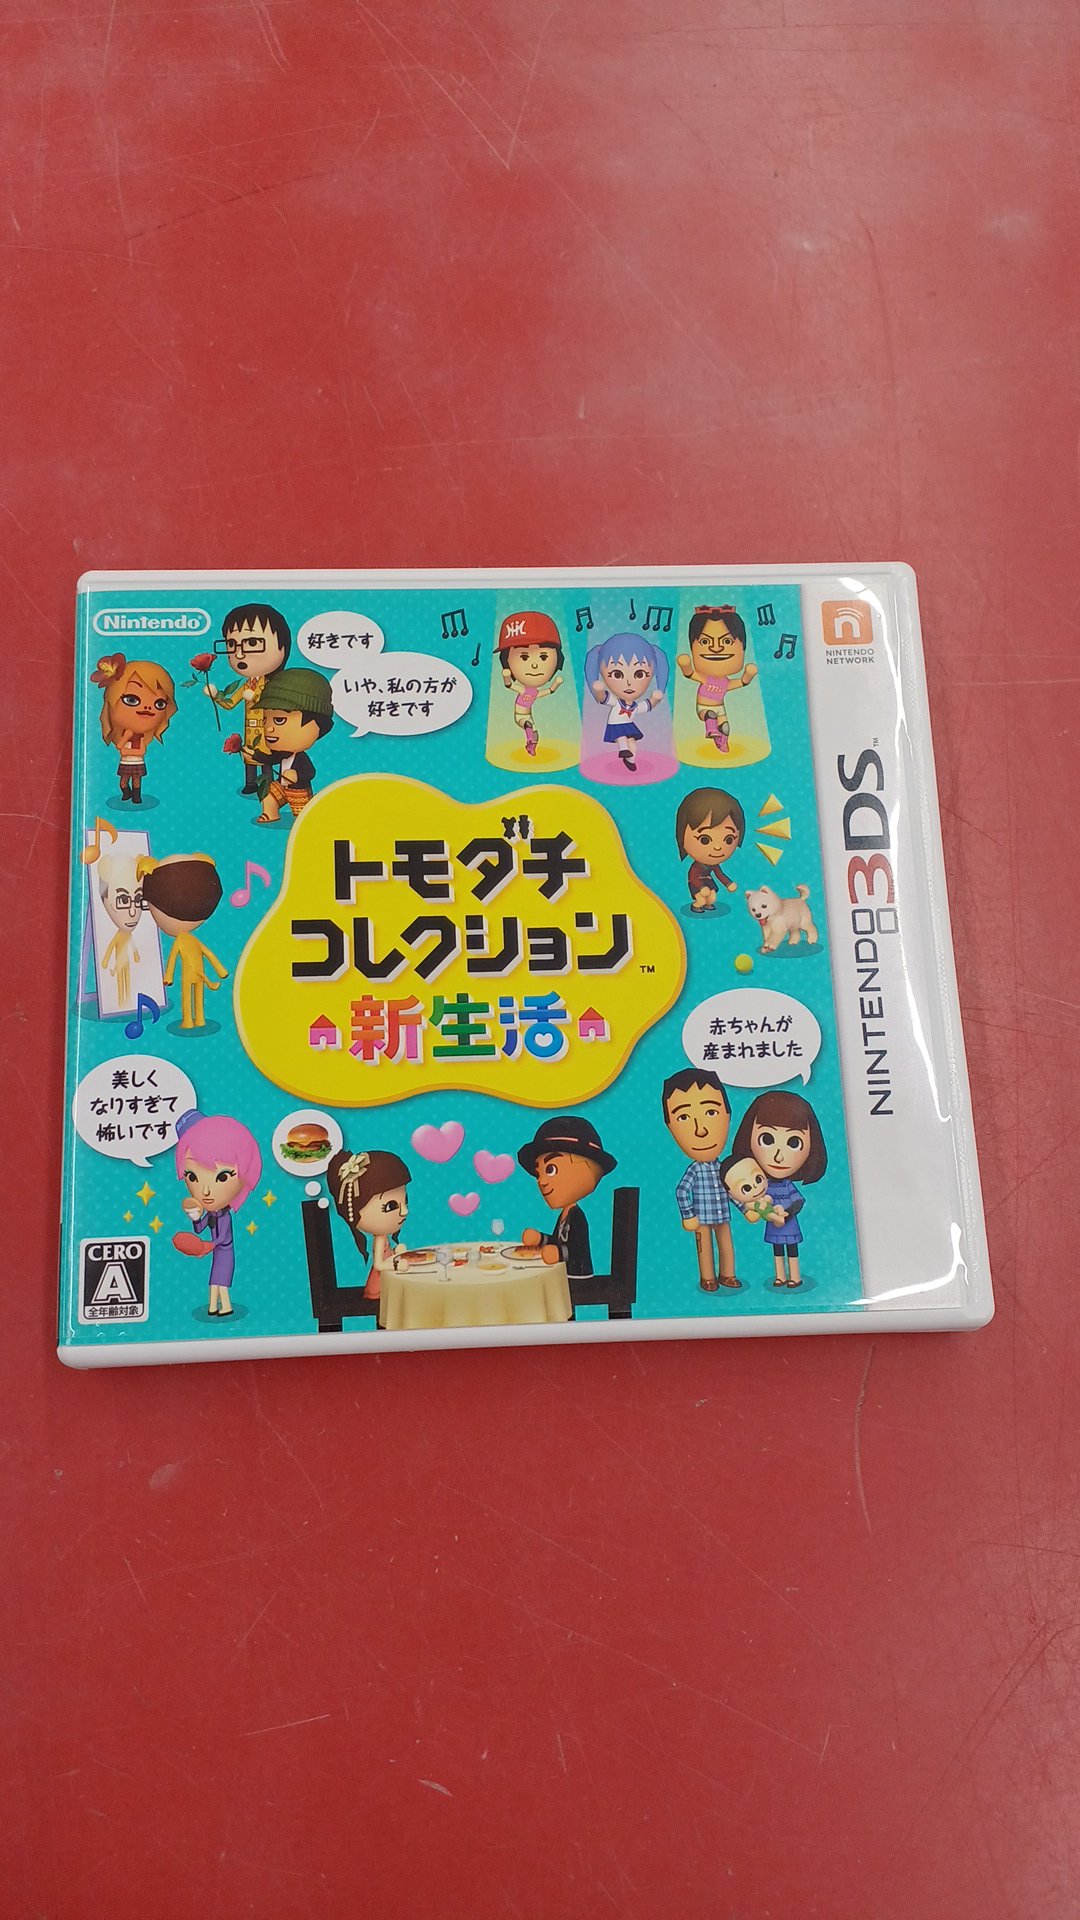 Nintendo
好きです
いや、私の方が
好きです
NINTENDO
NETWORK
トモダチ
コレクション™
新生活
NINTENDO 3DS™
赤ちゃんが
産まれました
美しく
なりすぎて
怖いです
CERO
A
全年齢対象